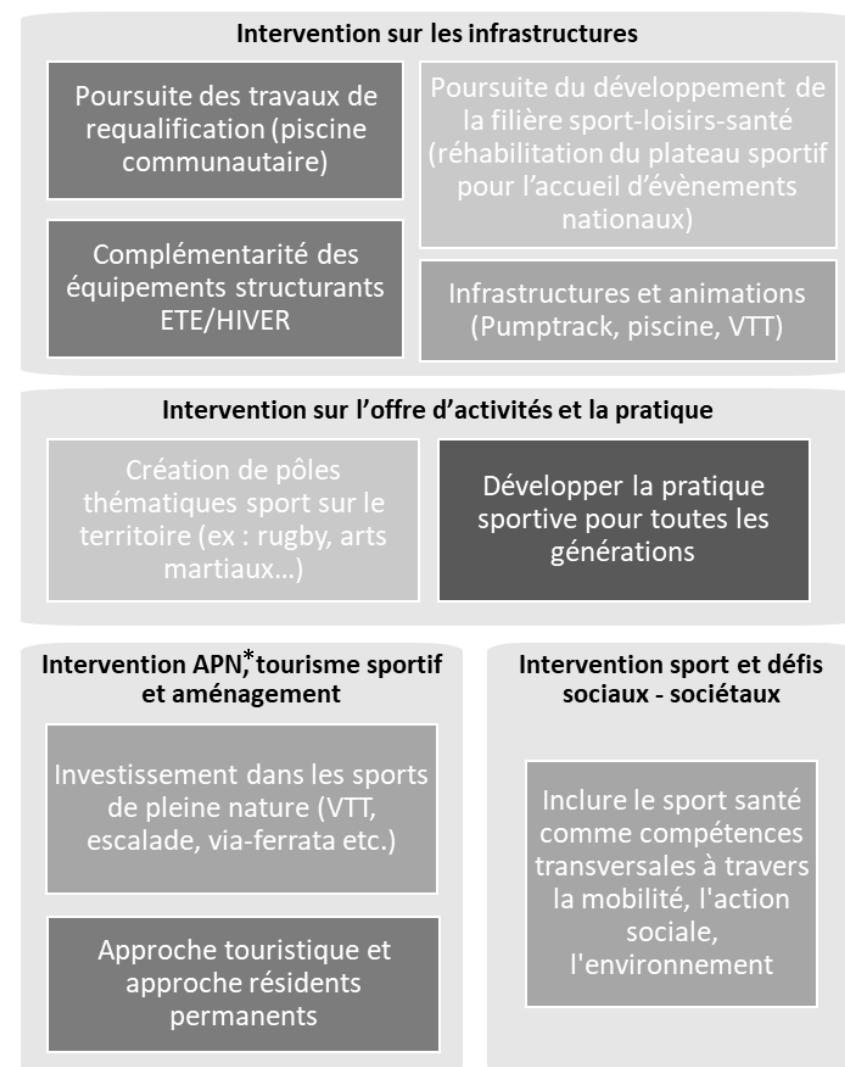 Intervention sur les infrastructures
Poursuite des travaux de
requalification (piscine
communautaire)
Complémentarité des
équipements structurants
ETE/HIVER
Poursuite du développement de
la filière sport-loisirs-santé
(réhabilitation du plateau sportif
pour l’accueil d’évènements
nationaux)
Infrastructures et animations
(Pumptrack, piscine, VTT)
Intervention sur l’offre d’activités et la pratique
Création de pôles
thématiques sport sur le
territoire (ex : rugby, arts
martiaux…)
Développer la pratique
sportive pour toutes les
générations
Intervention APN,* tourisme sportif
et aménagement
Investissement dans les sports
de pleine nature (VTT,
escalade, via-ferrata etc.)
Approche touristique et
approche résidents
permanents
Intervention sport et défis
sociaux - sociétaux
Inclure le sport santé
comme compétences
transversales à travers
la mobilité, l'action
sociale,
l'environnement